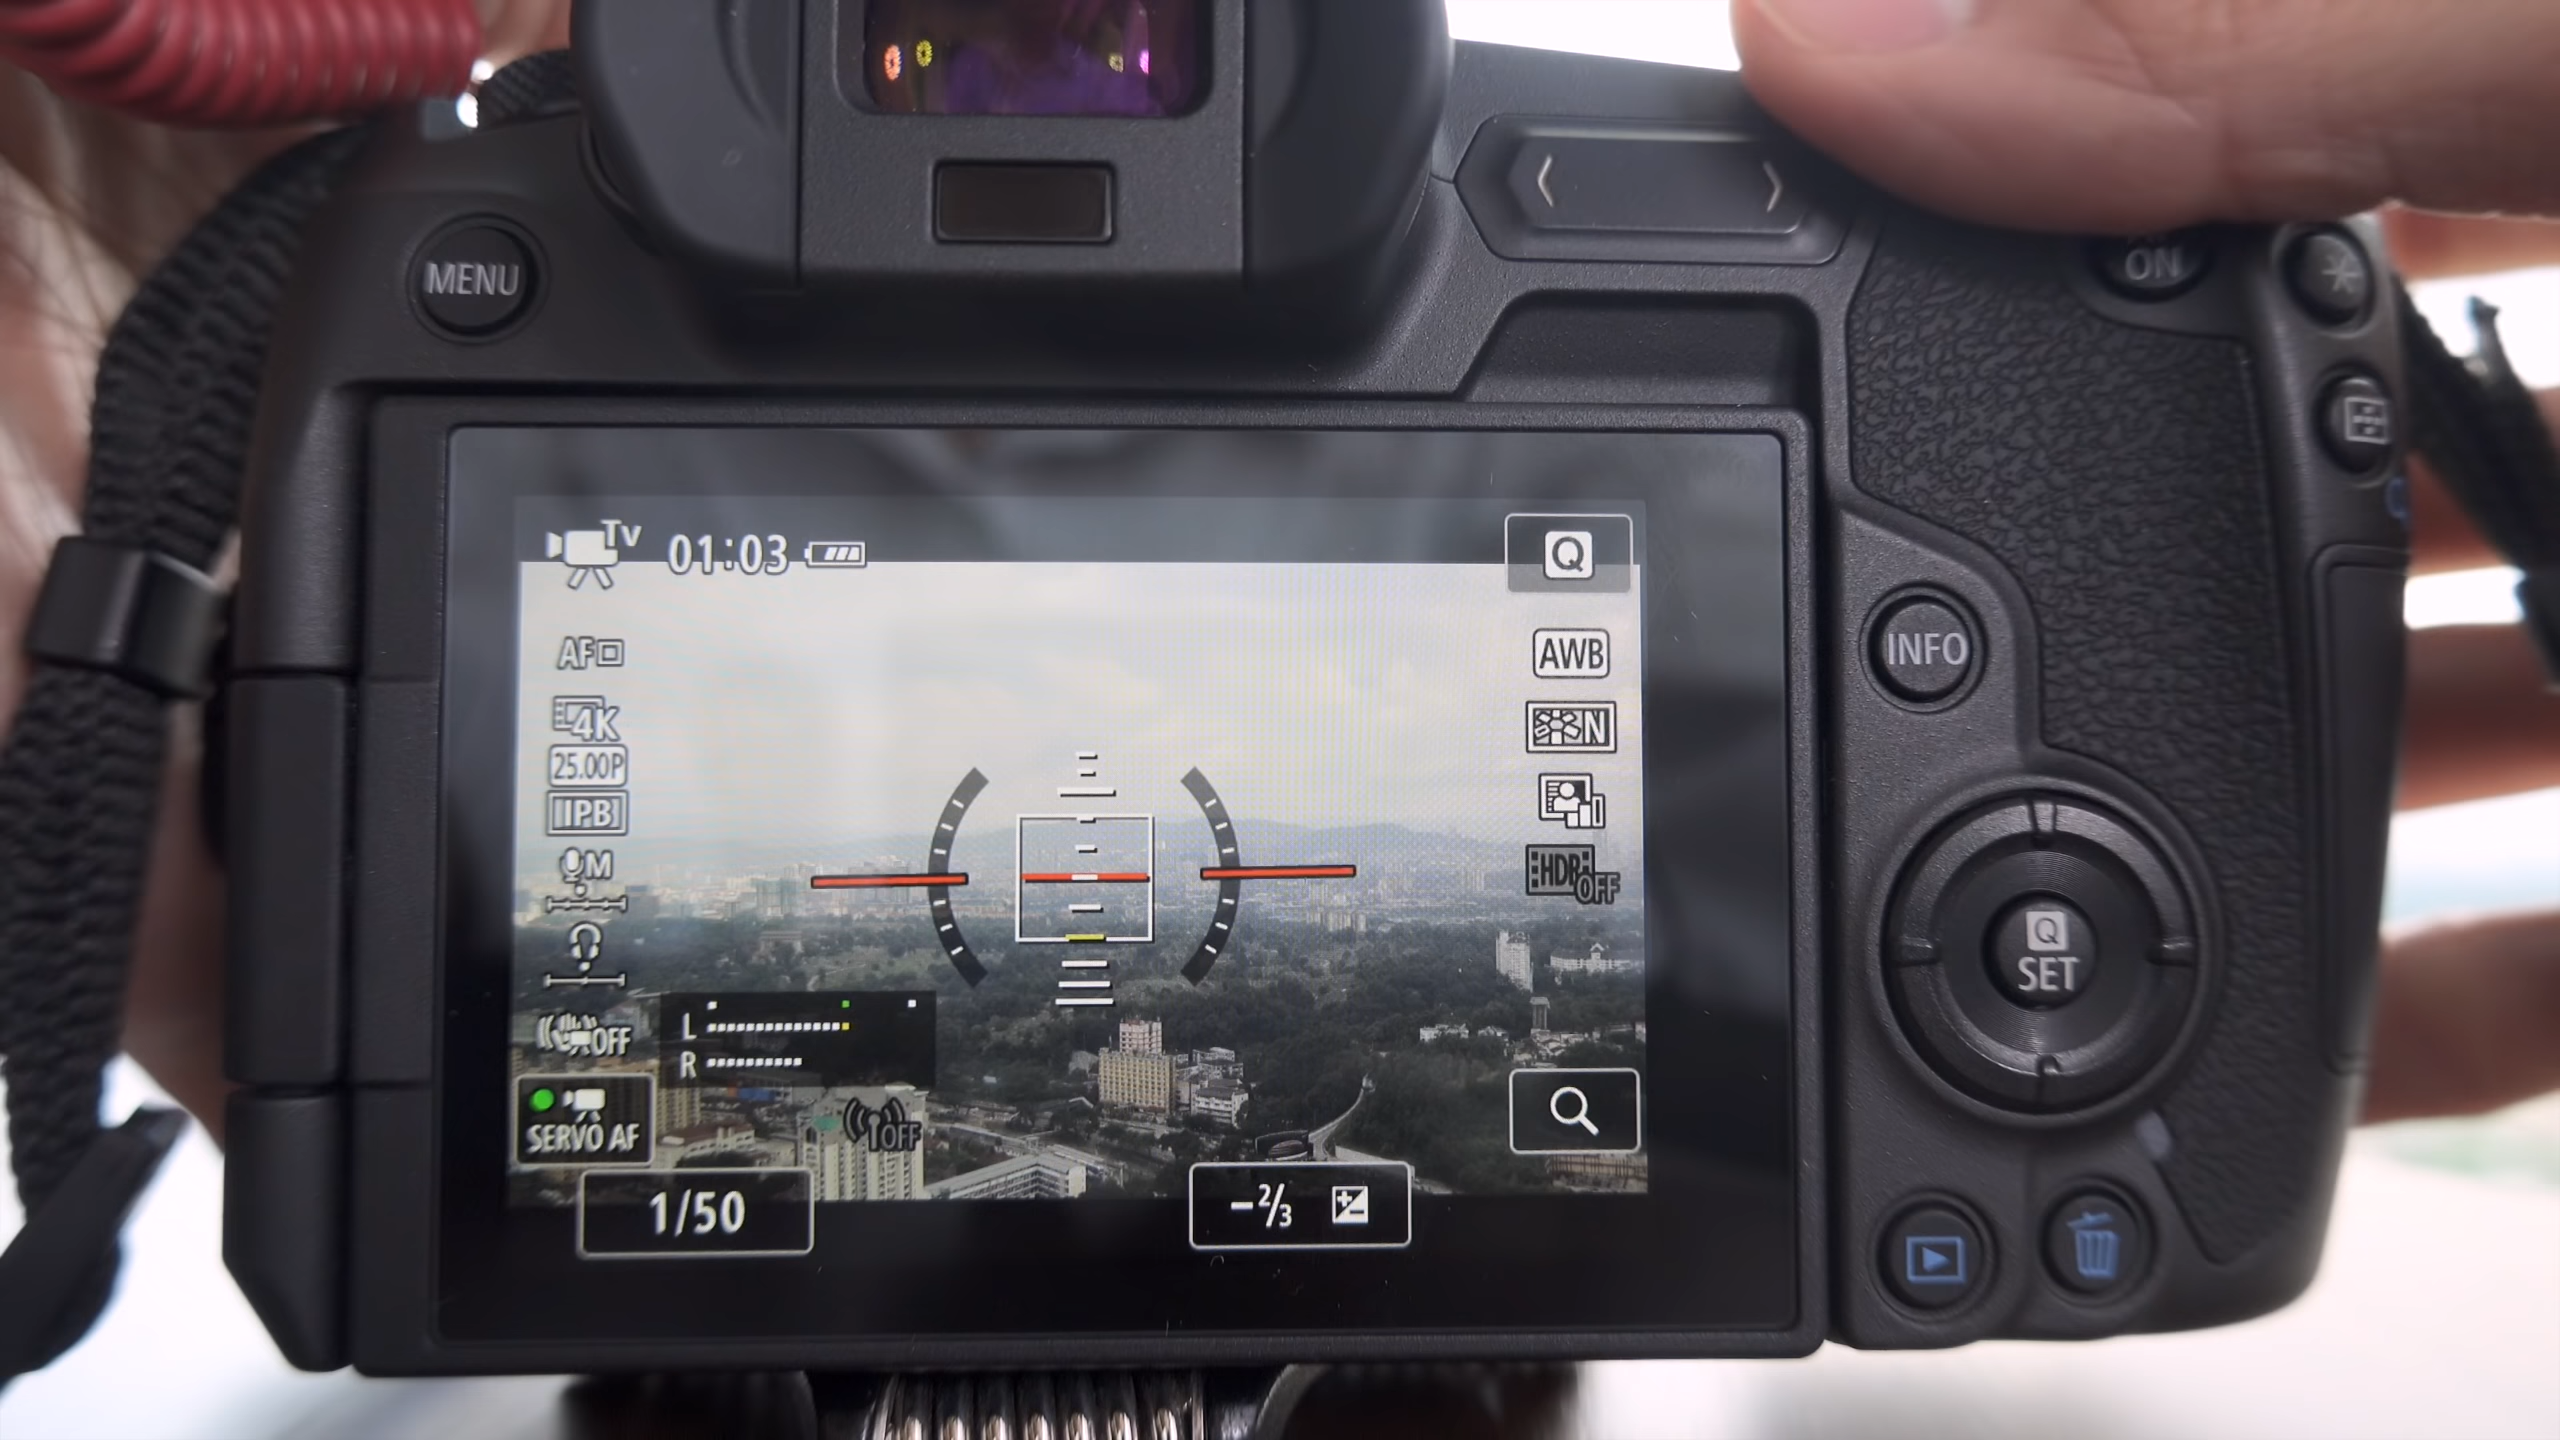 MENU
ON
Tv 01:03 Q
AF
AWB
4K
N
25.00P
IPB
M
HDR OFF
OFF
L
R
SERVO AF
OFF
1/50
-2/3
INFO
Q
SET